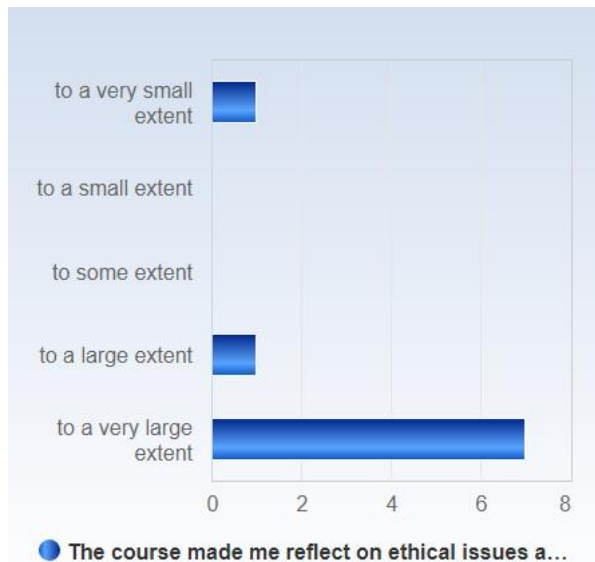 to a very small
extent
to a small extent
to some extent
to a large extent
to a very large
extent
0 2 4 6 8
The course made me reflect on ethical issues a...